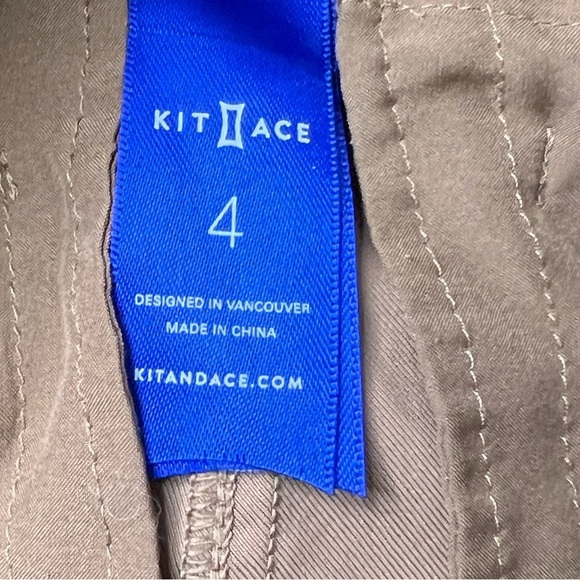 KIT ACE
4
DESIGNED IN VANCOUVER
MADE IN CHINA
KITANDACE.COM